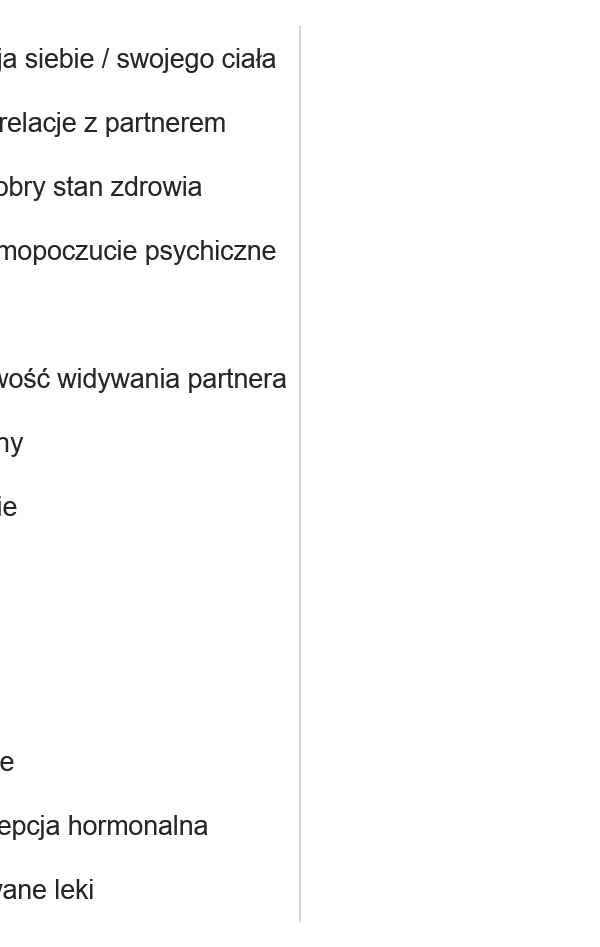 ja siebie / swojego ciała
relacje z partnerem
obry stan zdrowia
mopoczucie psychiczne
wość widywania partnera
ny
ie
e
epcja hormonalna
wane leki